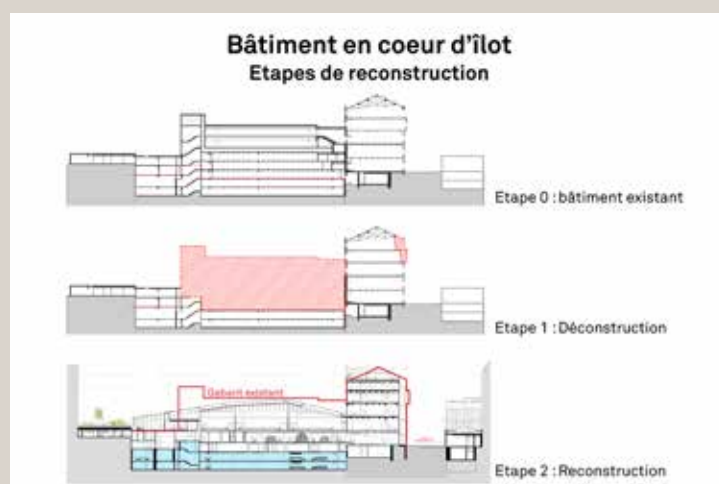 Bâtiment en coeur d'îlot
Etapes de reconstruction
Etape 0 : bâtiment existant
Etape 1 : Déconstruction
Gabarit existant
Etape 2 : Reconstruction